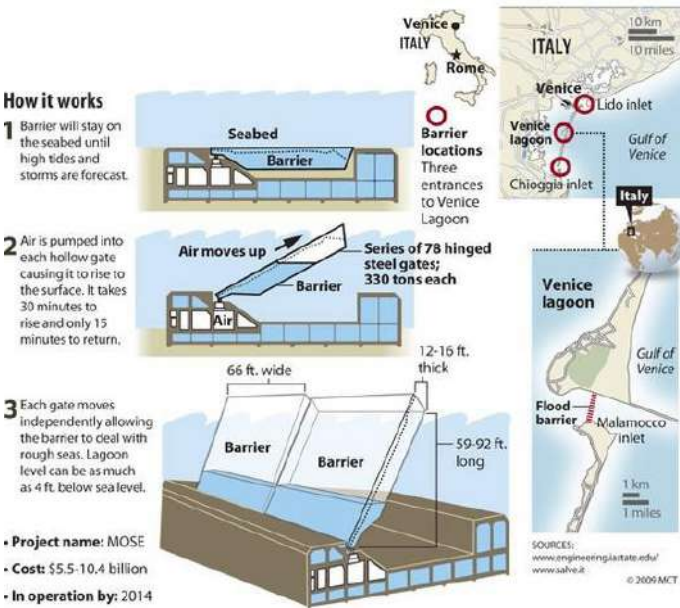 Venice
ITALY
Rome
Barrier
locations
Three
entrances
to Venice
Lagoon
10 km
10 miles
ITALY
Venice
Lido inlet
Venice
lagoon
Gulf of
Venice
Chioggia inlet
Italy
How it works
1 Barrier will stay on
the seabed until
high tides and
storms are forecast.
Seabed
Barrier
2 Air is pumped into
each hollow gate
causing it to rise to
the surface. It takes
30 minutes to
rise and only 15
minutes to return.
Air moves up
Series of 78 hinged
steel gates;
330 tons each
Barrier
Air
3 Each gate moves
independently allowing
the barrier to deal with
rough seas. Lagoon
level can be as much
as 4 ft. below sea level.
66 ft. wide
12-16 ft.
thick
Barrier
Barrier
59-92 ft.
long
Venice
lagoon
Gulf of
Venice
Flood
barrier
Malamocco
inlet
1 km
1 miles
- Project name: MOSE
- Cost: $5.5-10.4 billion
- In operation by: 2014
SOURCES:
www.engineering.iastate.edu/
www.salve.it
© 2009 MCT